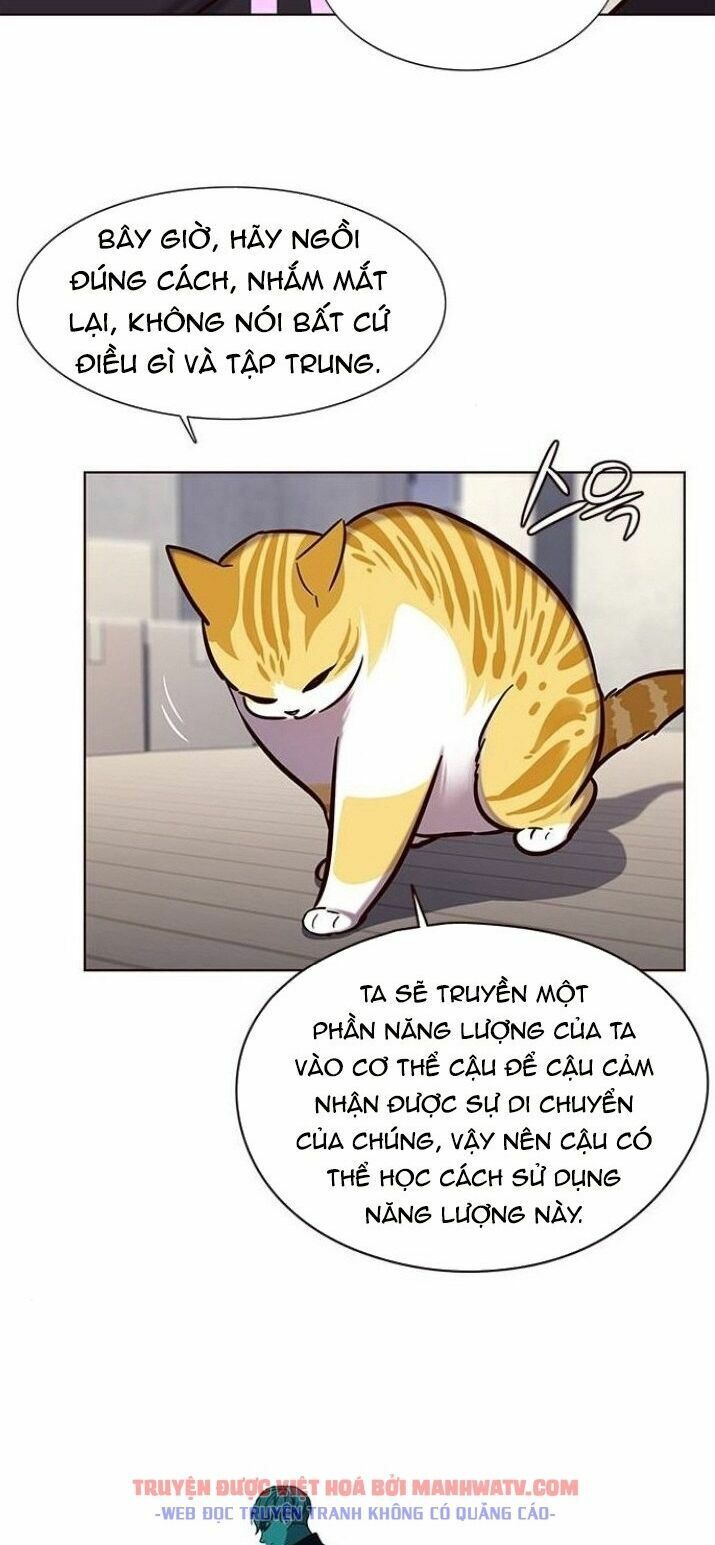 BÂY GIỜ, HÃY NGỒI
ĐÚNG CÁCH, NHẮM MẮT
LẠI, KHÔNG NÓI BẤT CỨ
ĐIỀU GÌ VÀ TẬP TRUNG.
스윽
TA SẼ TRUYỀN MỘT
PHẦN NĂNG LƯỢNG CỦA TA
VÀO CƠ THỂ CẬU ĐỂ CẬU CẢM
NHẬN ĐƯỢC SỰ DI CHUYỂN
CỦA CHÚNG, VẬY NÊN CẬU CÓ
THỂ HỌC CÁCH SỬ DỤNG
NĂNG LƯỢNG NÀY.
TRUYỆN ĐƯỢC VIỆT HOÁ BỞI MANHWATV.COM
-WEB ĐỌC TRUYỆN TRANH KHÔNG CÓ QUẢNG CÁO-